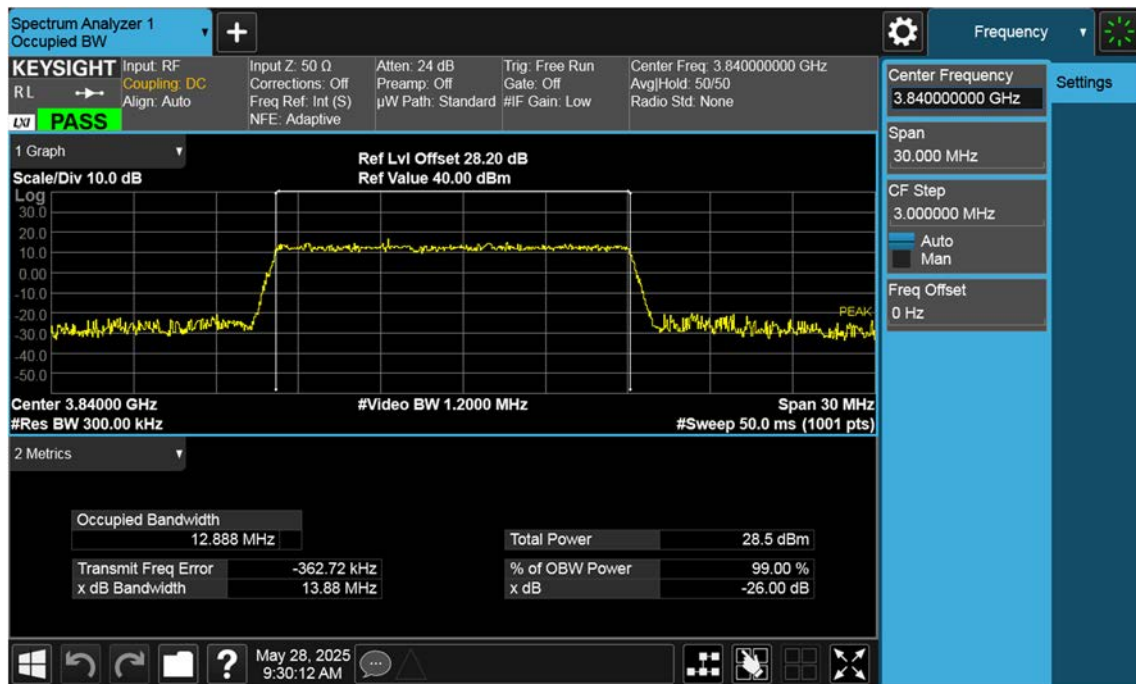 Spectrum Analyzer 1
Occupied BW
Frequency
KEYSIGHT
R L
LXI PASS
Input: RF
Coupling: DC
Align: Auto
Input Z: 50 Ω
Corrections: Off
Freq Ref: Int (S)
NFE: Adaptive
Atten: 24 dB
Preamp: Off
µW Path: Standard
Trig: Free Run
Gate: Off
#IF Gain: Low
Center Freq: 3.840000000 GHz
Avg|Hold: 50/50
Radio Std: None
Center Frequency
3.840000000 GHz
Settings
Span
30.000 MHz
CF Step
3.000000 MHz
Auto
Man
Freq Offset
0 Hz
1 Graph
Scale/Div 10.0 dB
Ref Lvl Offset 28.20 dB
Ref Value 40.00 dBm
Log
30.0
20.0
10.0
0.00
-10.0
-20.0
-30.0
-40.0
-50.0
PEAK
Center 3.84000 GHz
#Video BW 1.2000 MHz
Span 30 MHz
#Res BW 300.00 kHz
#Sweep 50.0 ms (1001 pts)
2 Metrics
Occupied Bandwidth
12.888 MHz
Total Power 28.5 dBm
Transmit Freq Error -362.72 kHz
% of OBW Power 99.00 %
x dB Bandwidth 13.88 MHz
x dB -26.00 dB
?
May 28, 2025
9:30:12 AM